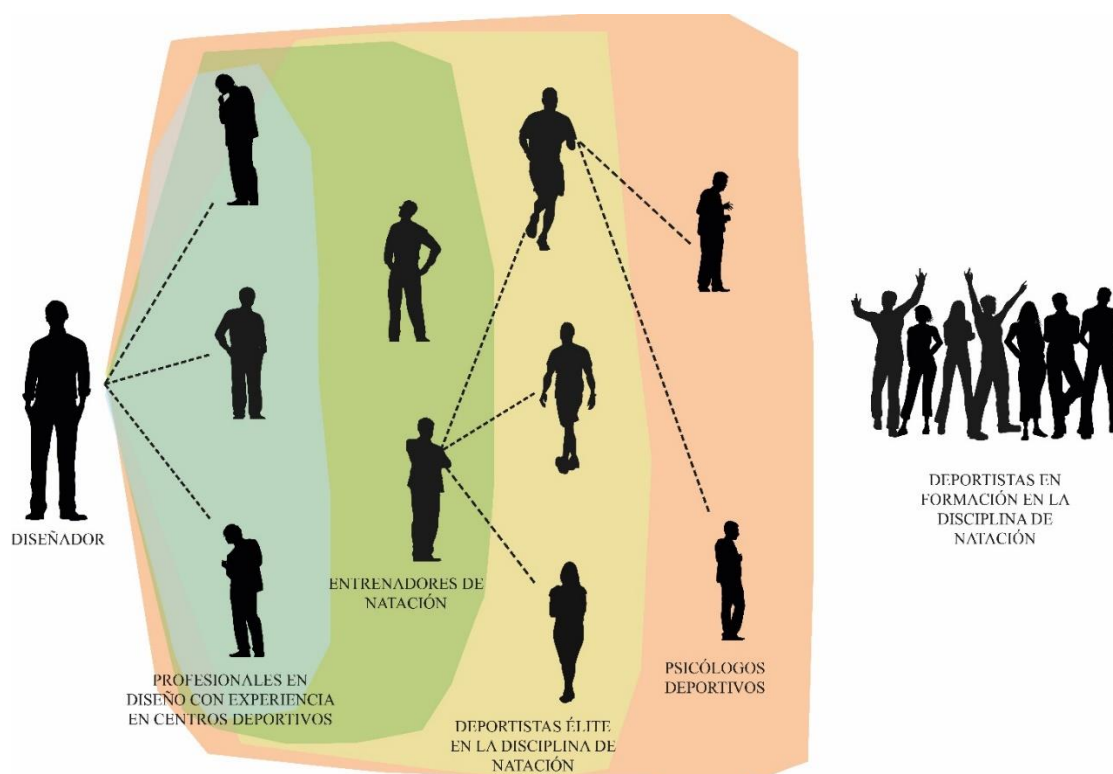 DISEÑADOR
PROFESIONALES EN
DISEÑO CON EXPERIENCIA
EN CENTROS DEPORTIVOS
ENTRENADORES DE
NATACIÓN
DEPORTISTAS ÉLITE
EN LA DISCIPLINA DE
NATACIÓN
PSICÓLOGOS
DEPORTIVOS
DEPORTISTAS EN
FORMACIÓN EN LA
DISCIPLINA DE
NATACIÓN